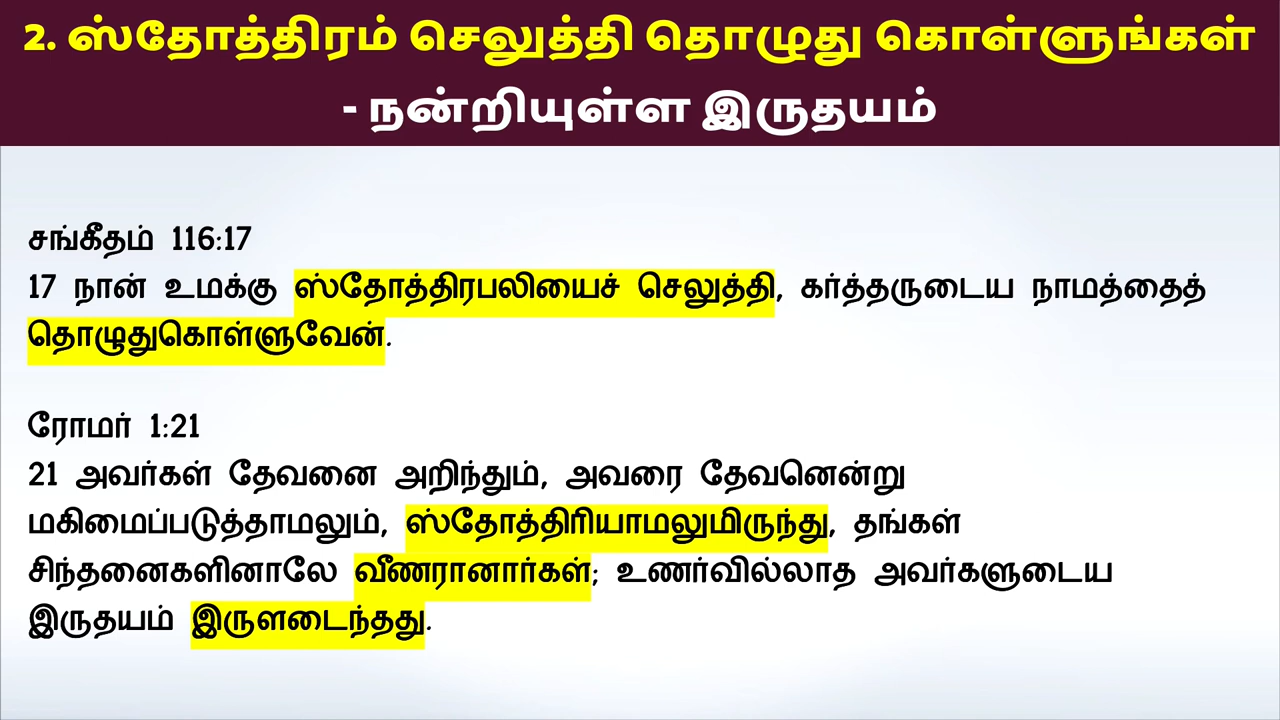 2. ஸ்தோத்திரம் செலுத்தி தொழுது கொள்ளுங்கள்
- நன்றியுள்ள இருதயம்
சங்கீதம் 116:17
17 நான் உமக்கு ஸ்தோத்திரபலியைச் செலுத்தி, கர்த்தருடைய நாமத்தைத்
தொழுதுகொள்ளுவேன்.
ரோமர் 1:21
21 அவர்கள் தேவனை அறிந்தும், அவரை தேவனென்று
மகிமைப்படுத்தாமலும், ஸ்தோத்திரியாமலுமிருந்து, தங்கள்
சிந்தனைகளினாலே வீணரானார்கள்; உணர்வில்லாத அவர்களுடைய
இருதயம் இருளடைந்தது.